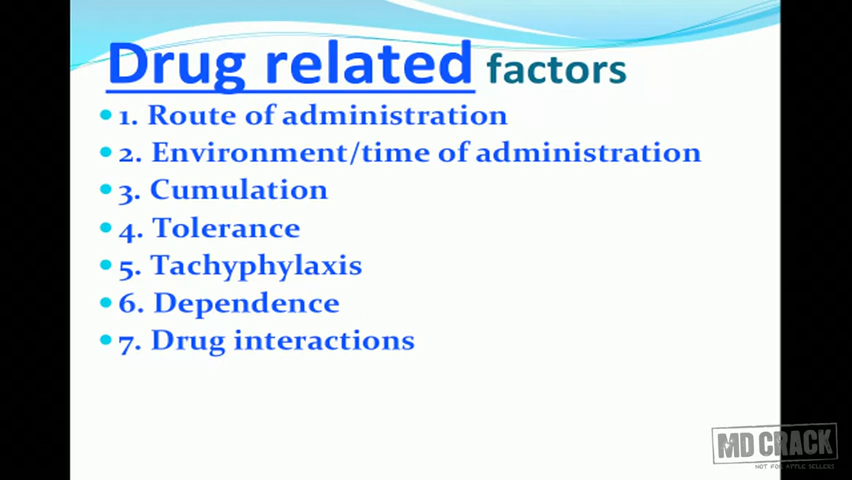 Drug related factors
• 1. Route of administration
• 2. Environment/time of administration
• 3. Cumulation
• 4. Tolerance
• 5. Tachyphylaxis
• 6. Dependence
• 7. Drug interactions
MD CRACK
NOT FOR APPLE SELLERS